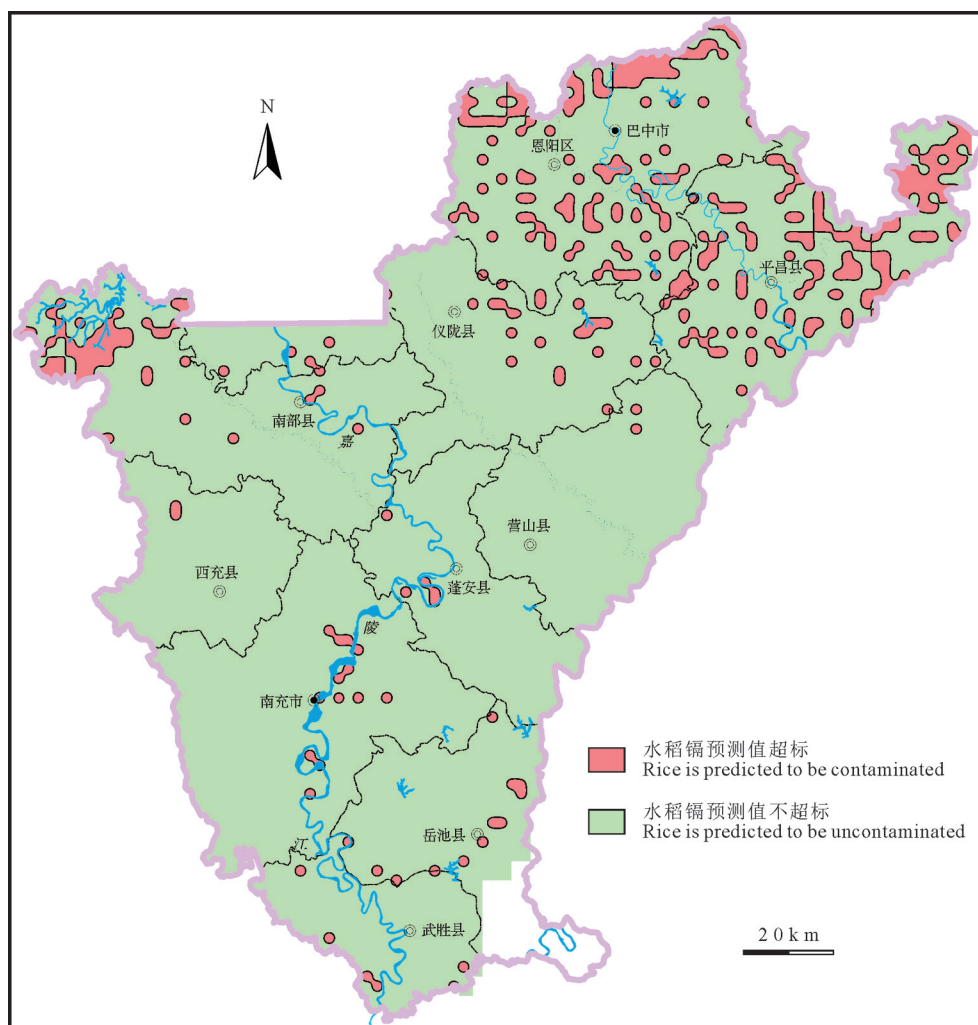 N
巴中市
恩阳区
平昌县
仪陇县
南部县
嘉
营山县
西充县
蓬安县
陵
南充市
水稻镉预测值超标
Rice is predicted to be contaminated
水稻镉预测值不超标
Rice is predicted to be uncontaminated
岳池县
江
武胜县
20km